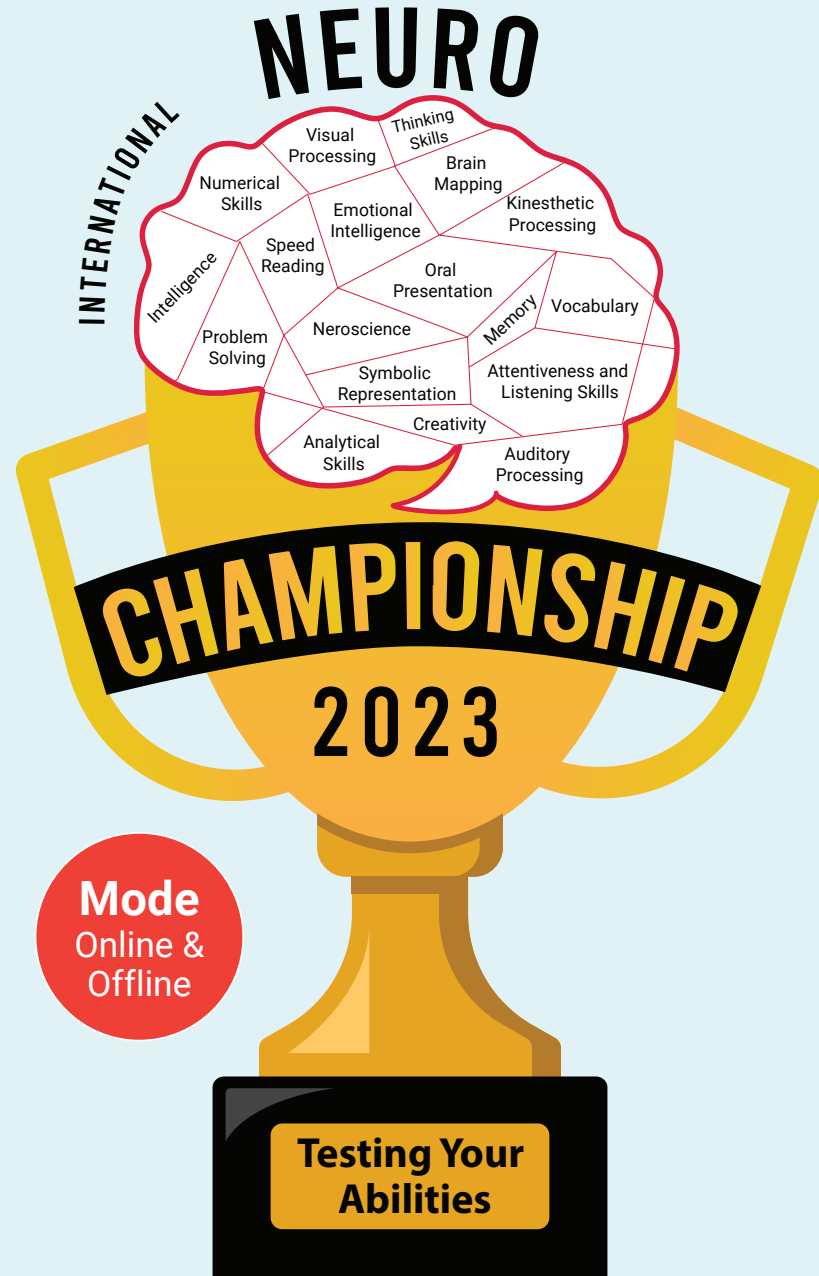 NEURO
INTERNATIONAL
Thinking
Skills
Visual
Processing
Brain
Mapping
Numerical
Skills
Emotional
Intelligence
Kinesthetic
Processing
Speed
Reading
Intelligence
Oral
Presentation
Memory
Vocabulary
Neroscience
Problem
Solving
Symbolic
Representation
Attentiveness and
Listening Skills
Creativity
Analytical
Skills
Auditory
Processing
CHAMPIONSHIP
2023
Mode
Online &
Offline
Testing Your
Abilities